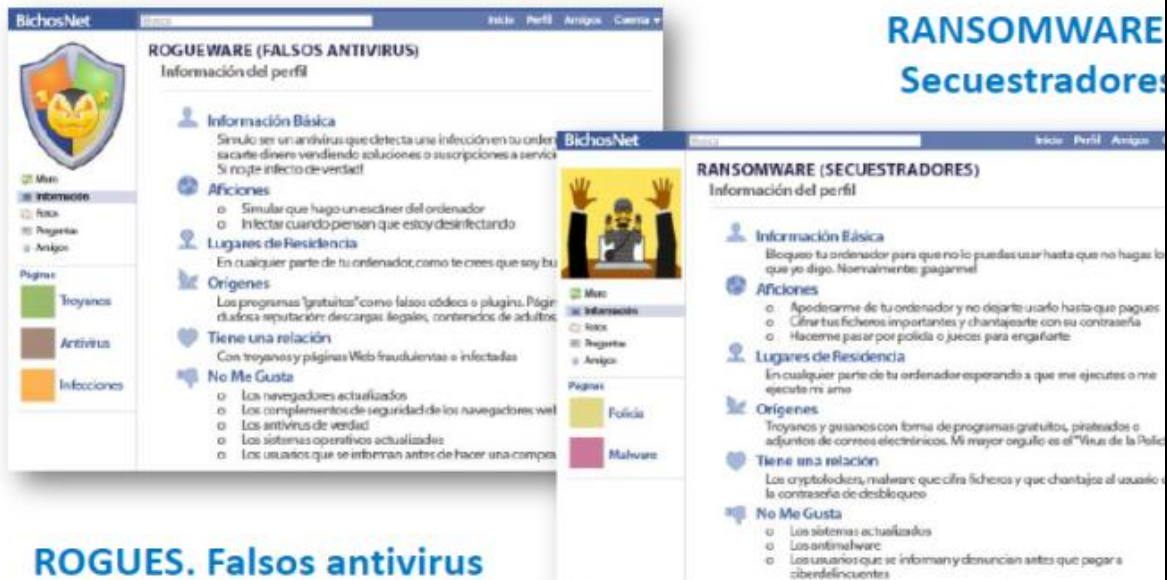 BichosNet
Busca
Inicio Perfil Amigos Cuenta
ROGUEWARE (FALSOS ANTIVIRUS)
Información del perfil
Muro
Información
Fotos
Preguntas
Amigos
Páginas
Troyanos
Antivirus
Infecciones
Información Básica
Simulo ser un antivirus que detecta una infección en tu orden
sacarte dinero vendiendo soluciones o suscripciones a servici
Si no, ¡te infecto de verdad!
Aficiones
o Simular que hago un escáner del ordenador
o Infectar cuando piensan que estoy desinfectando
Lugares de Residencia
En cualquier parte de tu ordenador, como te crees que soy bu
Orígenes
Los programas "gratuitos" como falsos códecs o plugins. Págin
dudosa reputación: descargas ilegales, contenidos de adultos
Tiene una relación
Con troyanos y páginas Web fraudulentas o infectadas
No Me Gusta
o Los navegadores actualizados
o Los complementos de seguridad de los navegadores wel
o Los antivirus de verdad
o Los sistemas operativos actualizados
o Los usuarios que se informan antes de hacer una compra
ROGUES. Falsos antivirus
RANSOMWARE
Secuestradores
BichosNet
Busca
Inicio Perfil Amigos
RANSOMWARE (SECUESTRADORES)
Información del perfil
Muro
Información
Fotos
Preguntas
Amigos
Páginas
Policía
Malware
Información Básica
Bloqueo tu ordenador para que no lo puedas usar hasta que no hagas lo
que yo digo. Normalmente: ¡pagarme!
Aficiones
o Apoderarme de tu ordenador y no dejarte usarlo hasta que pagues
o Cifrar tus ficheros importantes y chantajearte con su contraseña
o Hacerme pasar por policía o jueces para engañarte
Lugares de Residencia
En cualquier parte de tu ordenador esperando a que me ejecutes o me
ejecute mi amo
Orígenes
Troyanos y gusanos con forma de programas gratuitos, pirateados o
adjuntos de correos electrónicos. Mi mayor orgullo es el "Virus de la Polic
Tiene una relación
Los cryptolockers, malware que cifra ficheros y que chantajea al usuario
la contraseña de desbloqueo
No Me Gusta
o Los sistemas actualizados
o Los antimalware
o Los usuarios que se informan y denuncian antes que pagar a
ciberdelincuentes